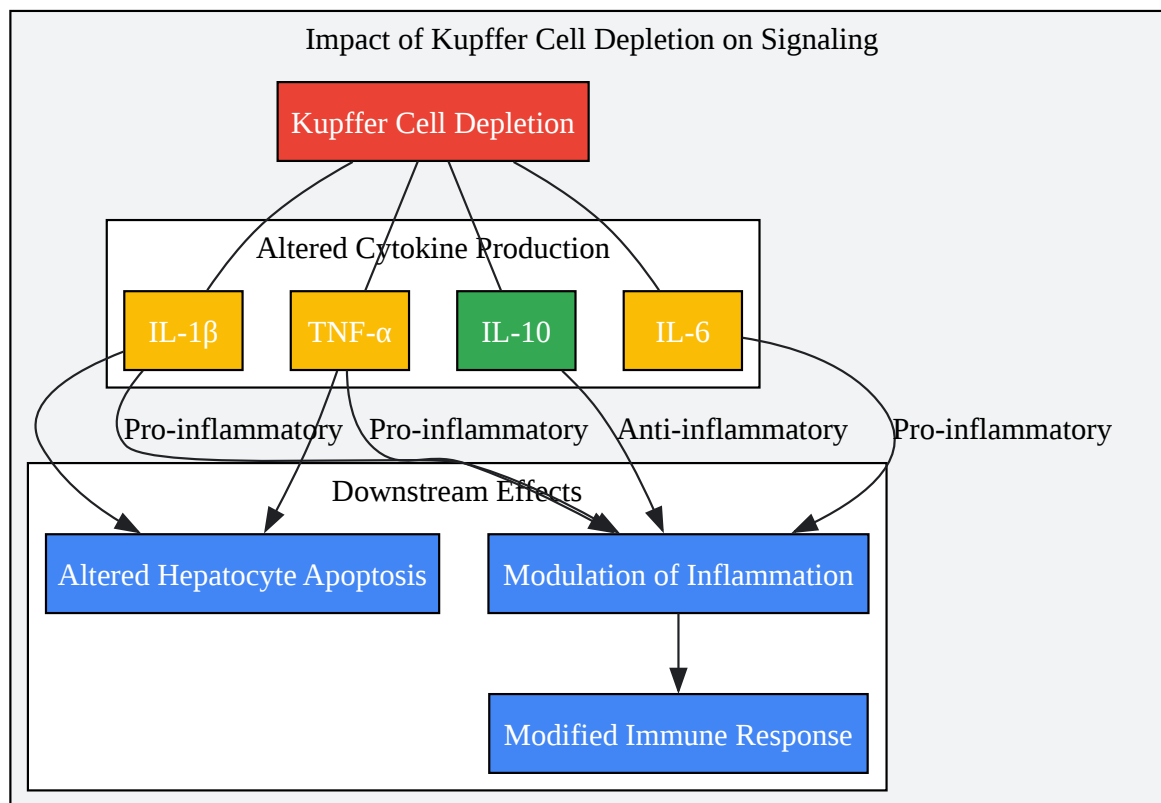 Impact of Kupffer Cell Depletion on Signaling
Kupffer Cell Depletion
Altered Cytokine Production
IL-1β
TNF-α
IL-10
IL-6
Pro-inflammatory
Pro-inflammatory
Anti-inflammatory
Pro-inflammatory
Downstream Effects
Altered Hepatocyte Apoptosis
Modulation of Inflammation
Modified Immune Response